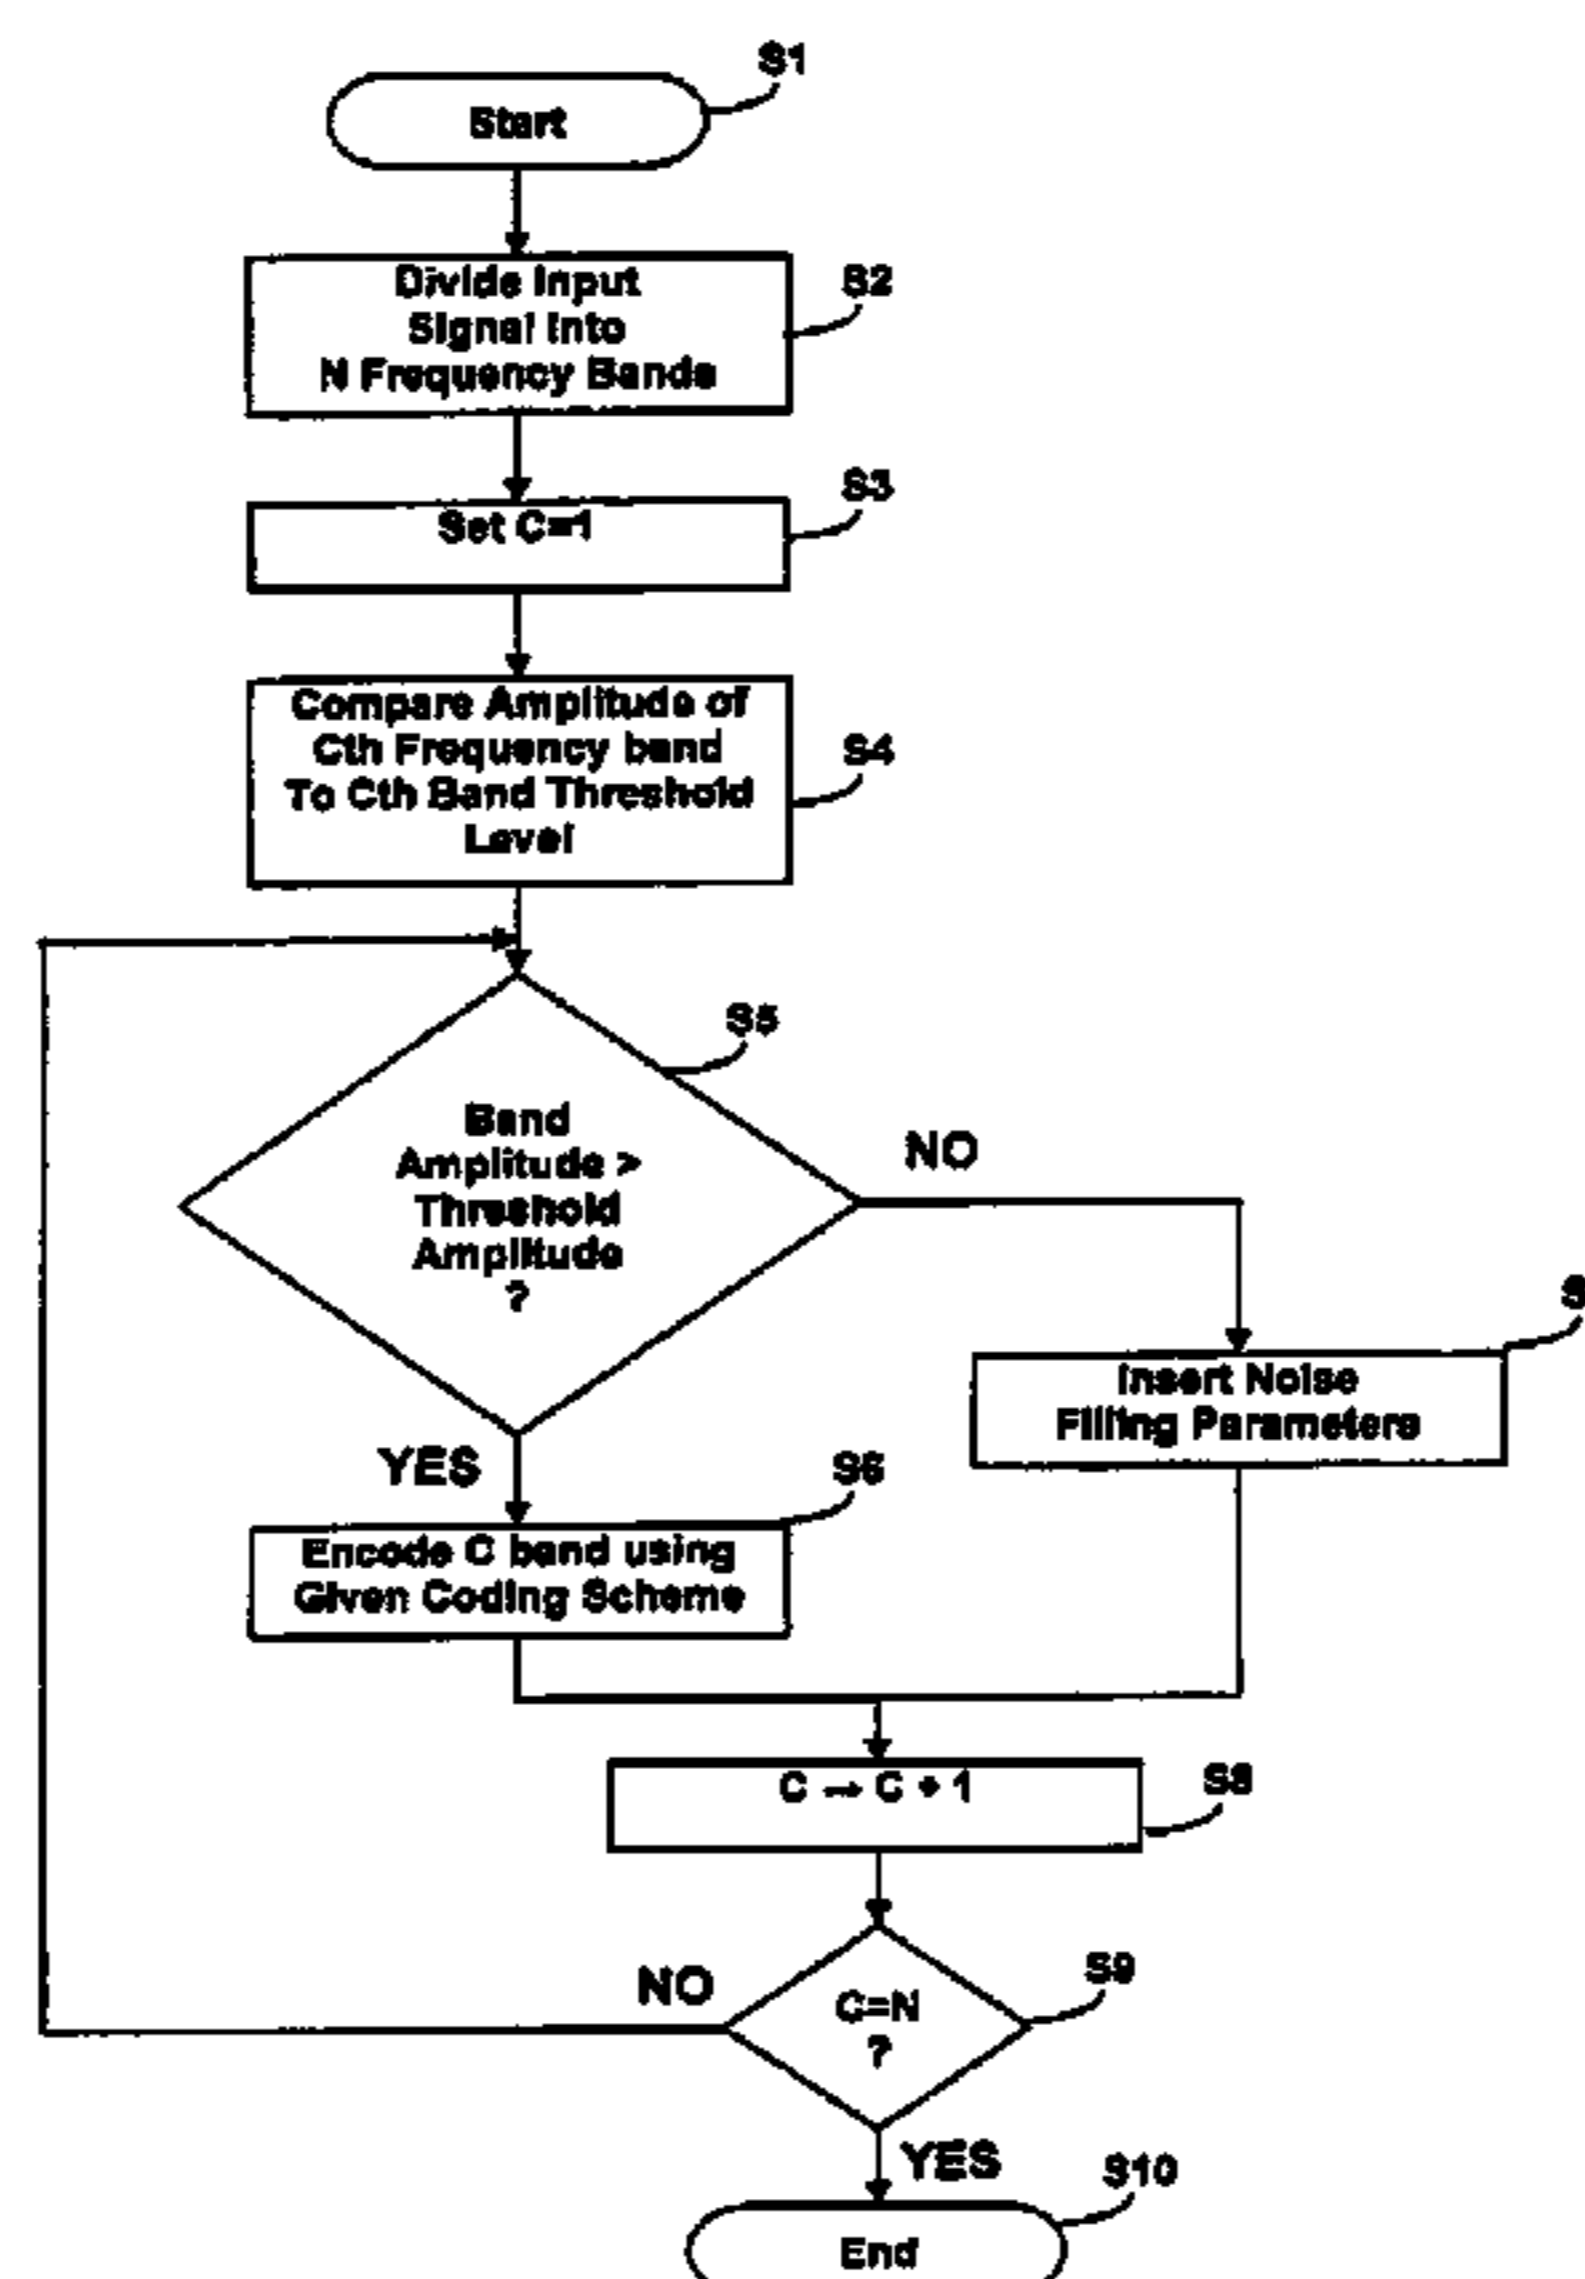 S1
Start
Divide Input
Signal Into
N Frequency Bands
S2
S3
Set C=1
Compare Amplitude of
Cth Frequency band
To Cth Band Threshold
Level
S4
S5
Band
Amplitude >
Threshold
Amplitude
?
NO
S
Insert Noise
Filling Parameters
YES
S6
Encode C band using
Given Coding Scheme
C → C + 1
S8
NO
C=N
?
S9
YES
S10
End